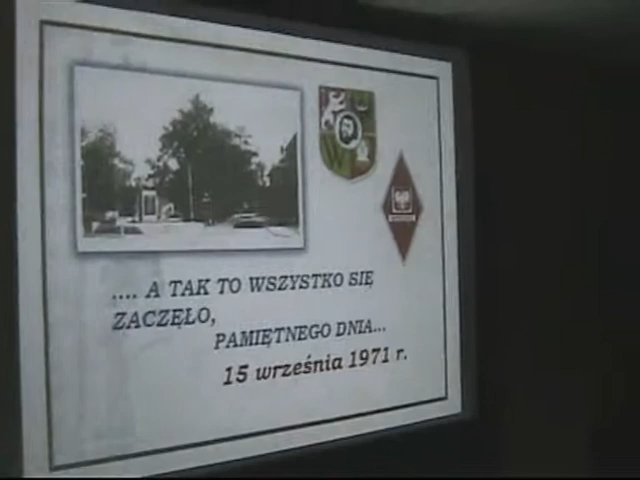 .... A TAK TO WSZYSTKO SIĘ
ZACZĘŁO,
PAMIĘTNEGO DNIA...
15 września 1971 r.